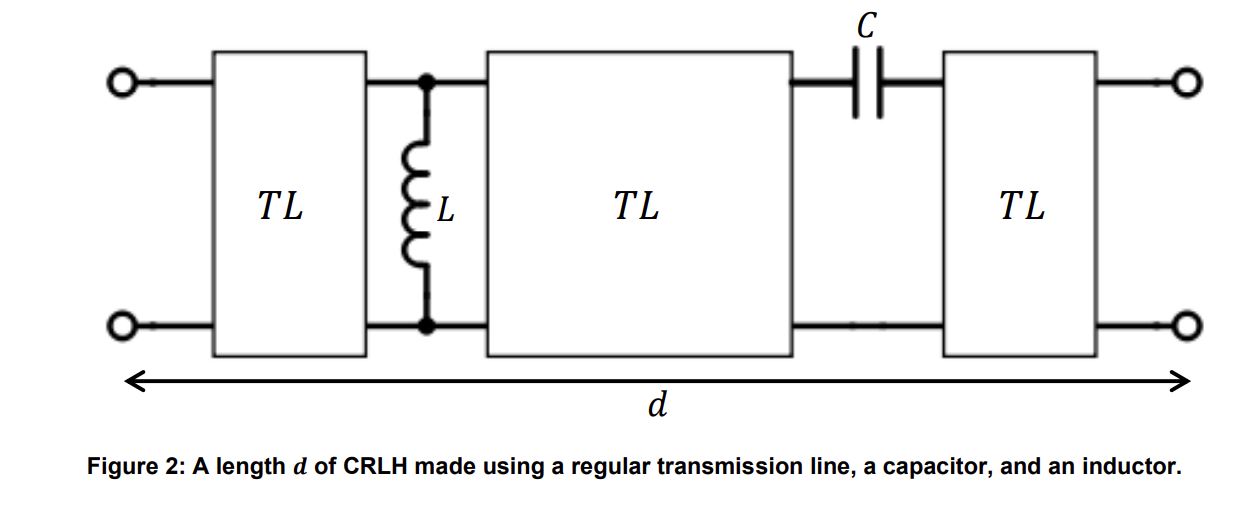 C
TL
L
TL
TL
d
Figure 2: A length d of CRLH made using a regular transmission line, a capacitor, and an inductor.